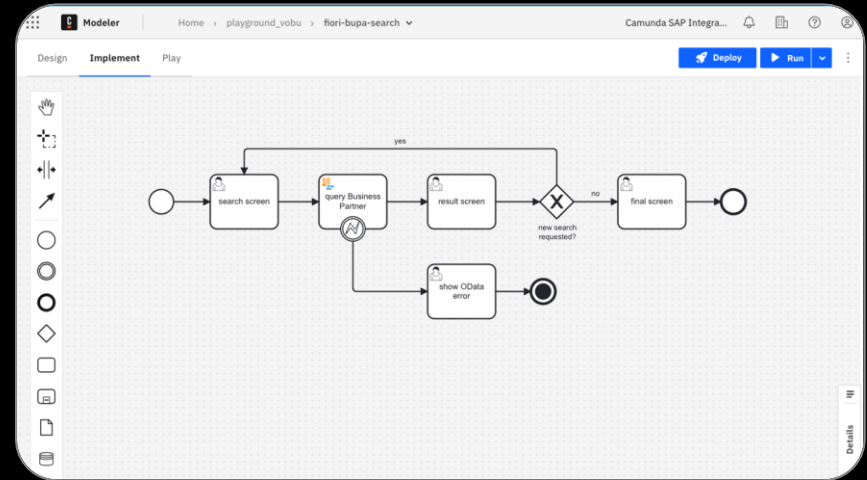 C Modeler Home › playground_vobu › fiori-bupa-search Camunda SAP Integra...
Design Implement Play Deploy Run
yes
search screen
query Business
Partner
result screen
no
final screen
new search
requested?
show OData
error
Details